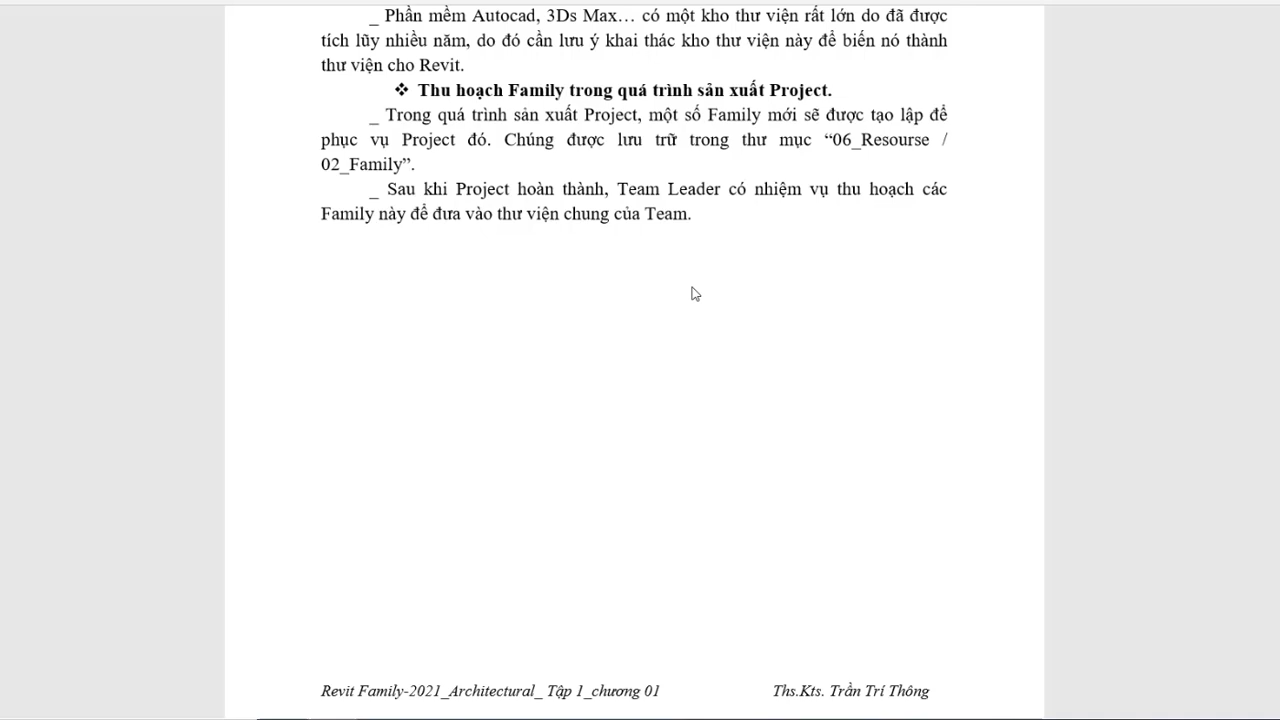 _ Phần mềm Autocad, 3Ds Max… có một kho thư viện rất lớn do đã được
tích lũy nhiều năm, do đó cần lưu ý khai thác kho thư viện này để biến nó thành
thư viện cho Revit.
❖ Thu hoạch Family trong quá trình sản xuất Project.
_ Trong quá trình sản xuất Project, một số Family mới sẽ được tạo lập để
phục vụ Project đó. Chúng được lưu trữ trong thư mục “06_Resourse /
02_Family”.
_ Sau khi Project hoàn thành, Team Leader có nhiệm vụ thu hoạch các
Family này để đưa vào thư viện chung của Team.
Revit Family-2021_Architectural_ Tập 1_chương 01 Ths.Kts. Trần Trí Thông